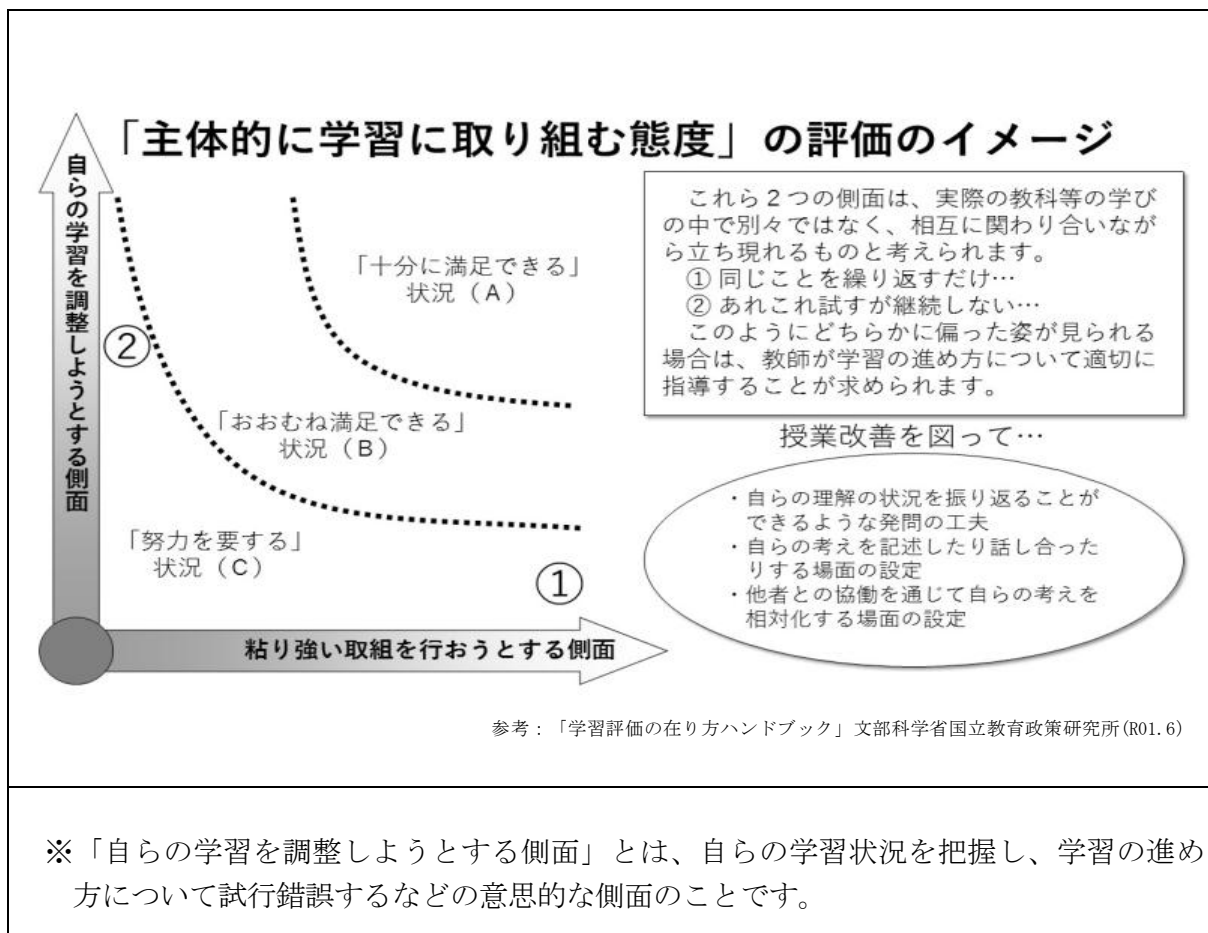 「主体的に学習に取り組む態度」の評価のイメージ
自らの学習を調整しようとする側面
②
「十分に満足できる」
状況（A）
「おおむね満足できる」
状況（B）
「努力を要する」
状況（C）
①
粘り強い取組を行おうとする側面
これら２つの側面は、実際の教科等の学び
の中で別々ではなく、相互に関わり合いなが
ら立ち現れるものと考えられます。
① 同じことを繰り返すだけ…
② あれこれ試すが継続しない…
このようにどちらかに偏った姿が見られる
場合は、教師が学習の進め方について適切に
指導することが求められます。
授業改善を図って…
・自らの理解の状況を振り返ることが
できるような発問の工夫
・自らの考えを記述したり話し合った
りする場面の設定
・他者との協働を通じて自らの考えを
相対化する場面の設定
参考：「学習評価の在り方ハンドブック」文部科学省国立教育政策研究所(R01.6)
※「自らの学習を調整しようとする側面」とは、自らの学習状況を把握し、学習の進め
方について試行錯誤するなどの意思的な側面のことです。